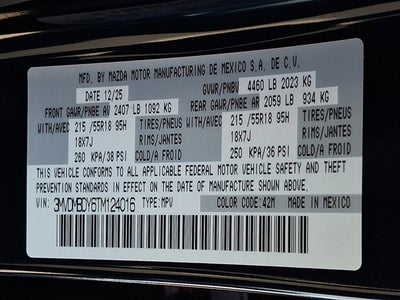 MFD. BY MAZDA MOTOR MANUFACTURING DE MEXICO S.A. DE C.V.
DATE 12/25 GVWR/PNBV 4460 LB 2023 KG
FRONT GAWR/PNBE AV 2407 LB 1092 KG REAR GAWR/PNBE AR 2059 LB 934 KG
WITH/AVEC 215 /55R18 95H TIRES/PNEUS WITH/AVEC 215 /55R18 95H TIRES/PNEUS
18X7J RIMS/JANTES 18X7J RIMS/JANTES
260 KPA/38 PSI COLD/A FROID 250 KPA/36 PSI COLD/A FROID
THIS VEHICLE CONFORMS TO ALL APPLICABLE FEDERAL MOTOR VEHICLE SAFETY AND THEFT
PREVENTION STANDARDS IN EFFECT ON THE DATE OF MANUFACTURE SHOWN ABOVE.
VIN: 3MVDMBDY6TM124016 TYPE: MPV COLOR CODE: 42M MADE IN MEXICO